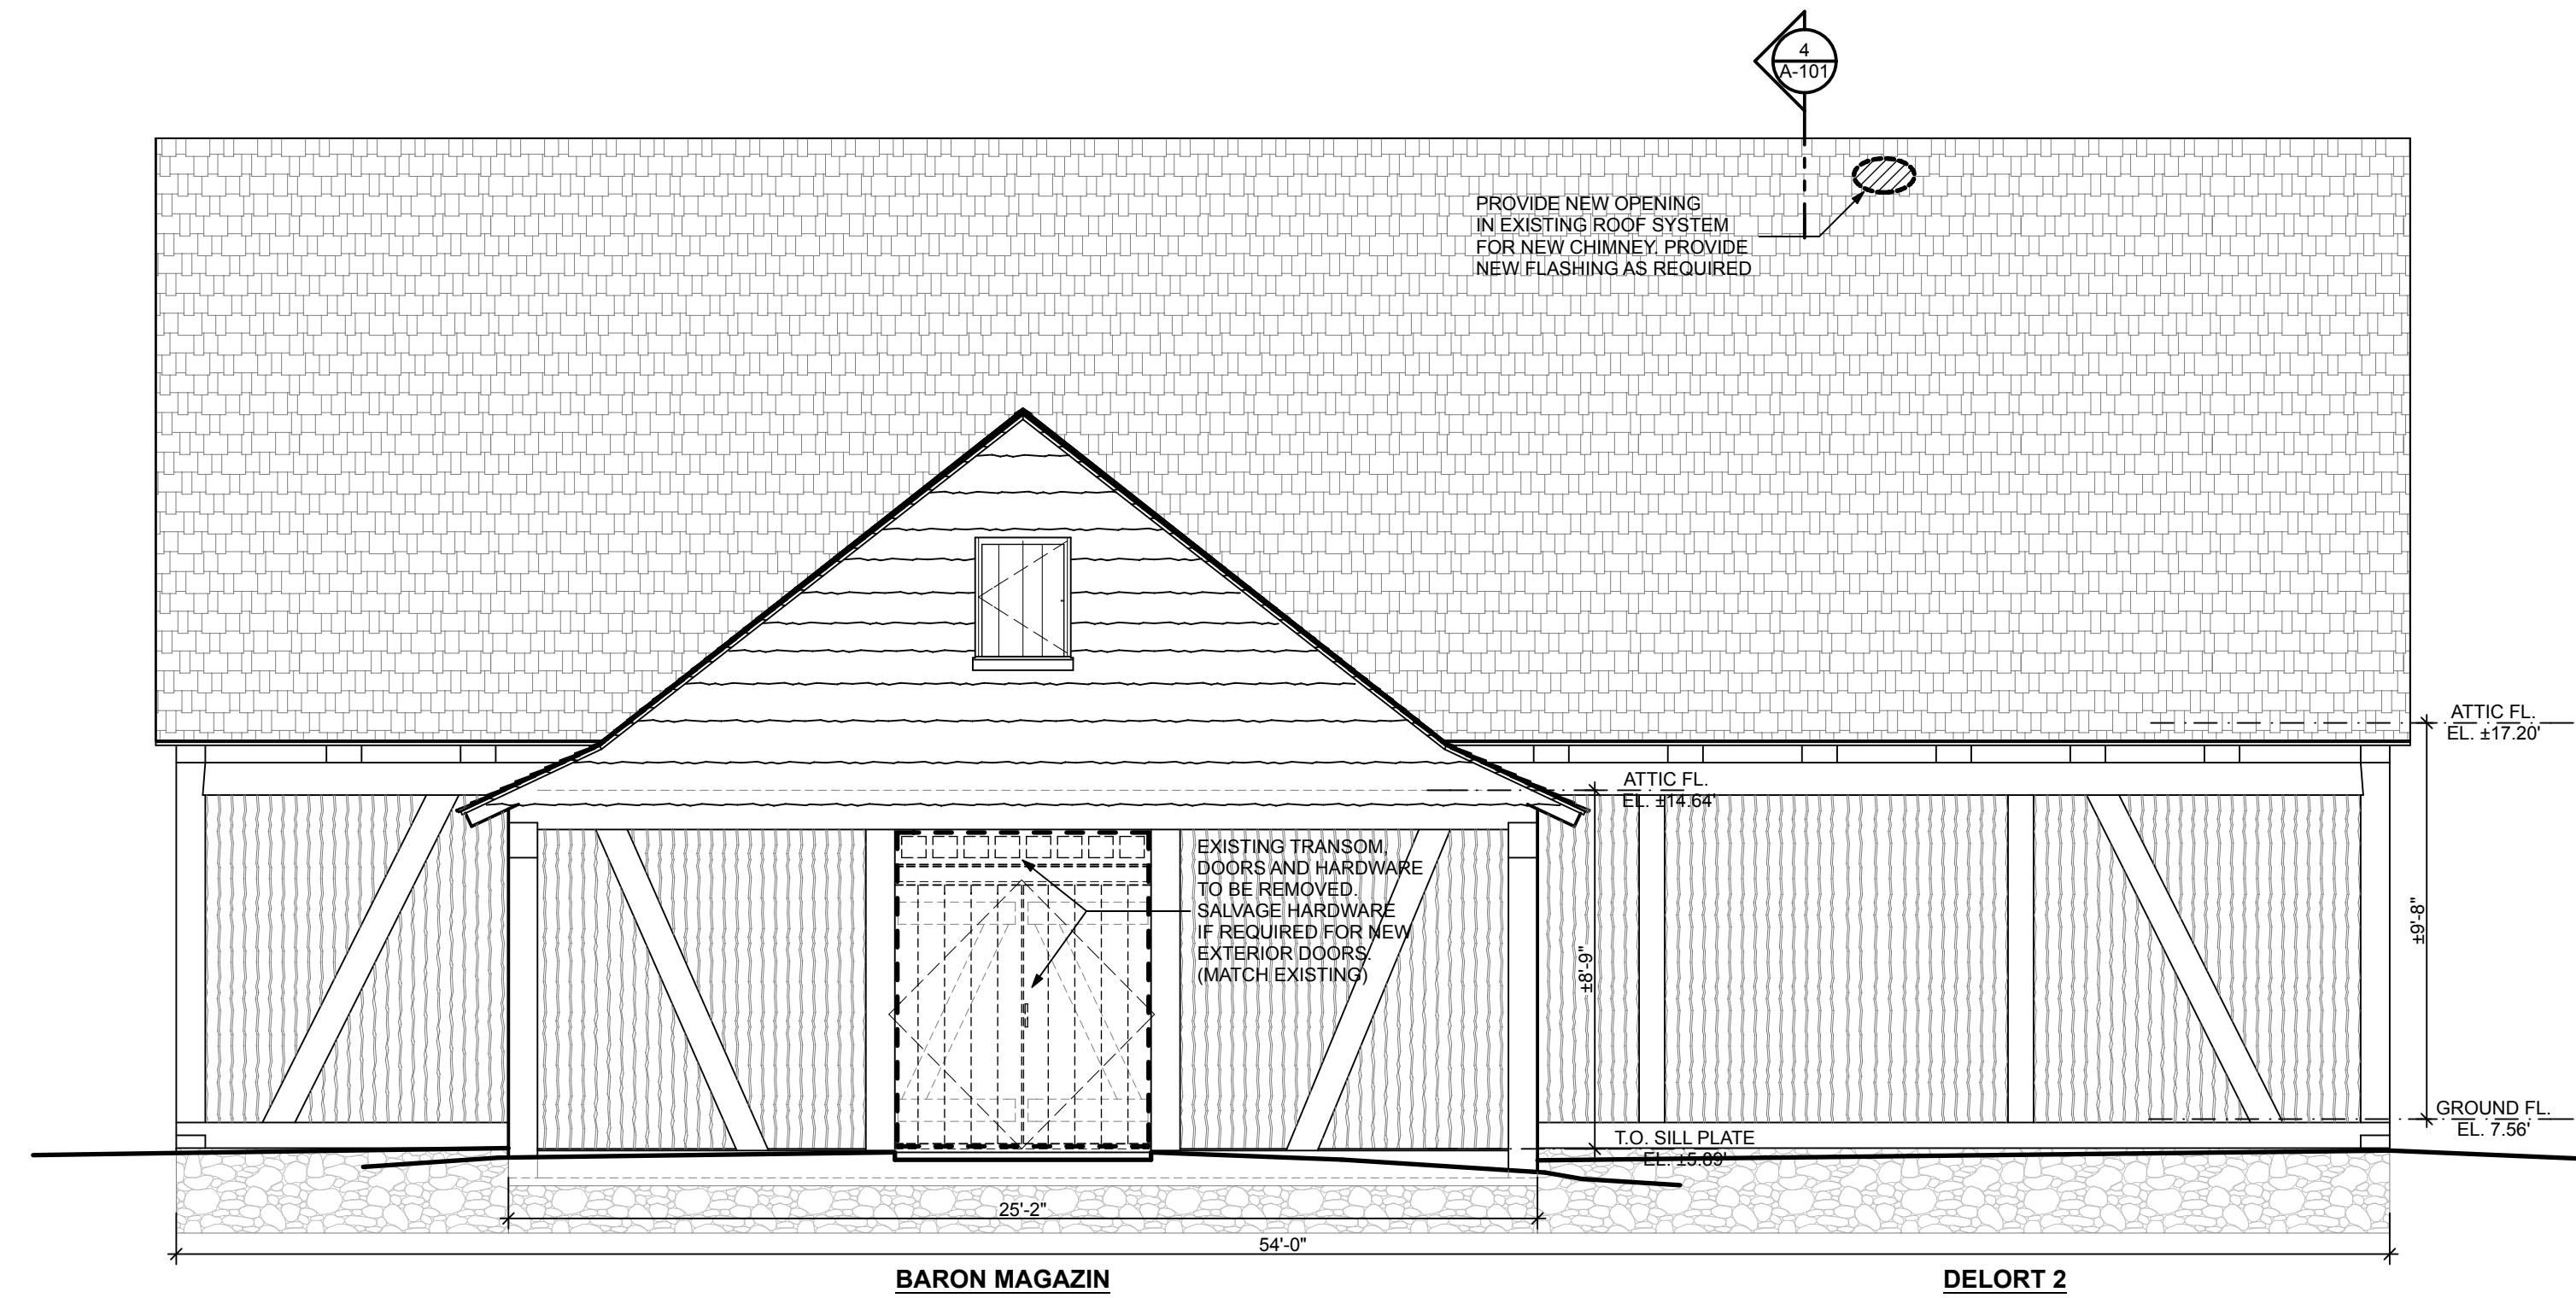 4
A-101
PROVIDE NEW OPENING
IN EXISTING ROOF SYSTEM
FOR NEW CHIMNEY. PROVIDE
NEW FLASHING AS REQUIRED
ATTIC FL.
EL. ±17.20'
ATTIC FL.
EL. ±14.64'
EXISTING TRANSOM,
DOORS AND HARDWARE
TO BE REMOVED.
SALVAGE HARDWARE
IF REQUIRED FOR NEW
EXTERIOR DOORS.
(MATCH EXISTING)
±8'-9"
±9'-8"
GROUND FL.
EL. 7.56'
T.O. SILL PLATE
EL. ±5.89'
25'-2"
54'-0"
BARON MAGAZIN
DELORT 2